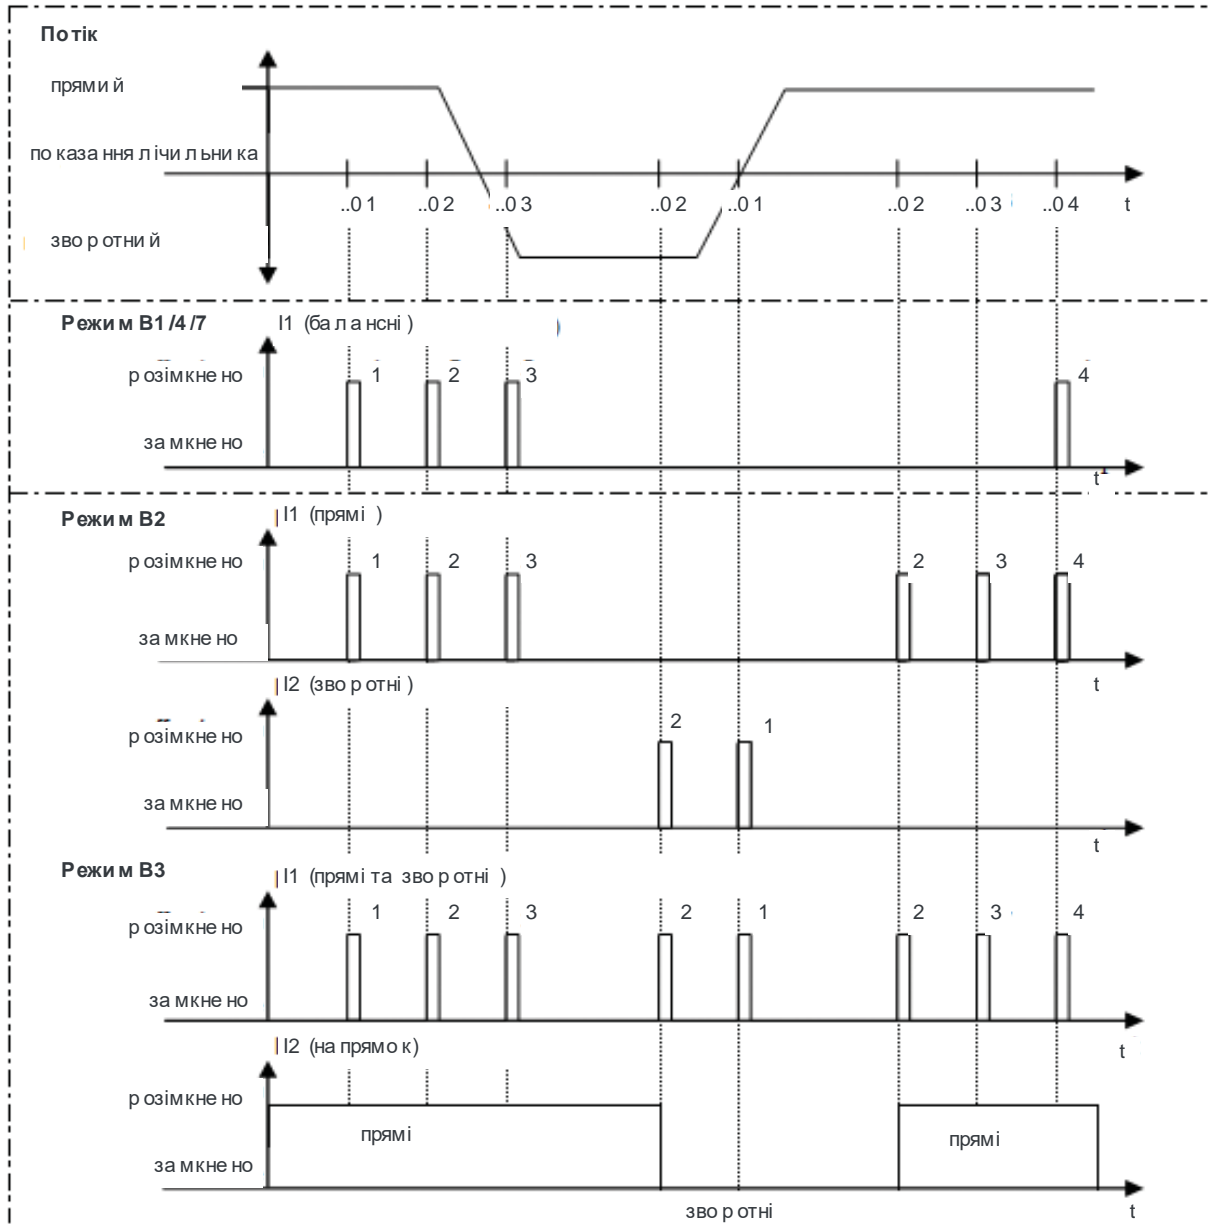 Потік
прямий
показання лічильника
..01 ..02 ..03 ..02 ..01 ..02 ..03 ..04 t
зворотний
Режим B1/4/7 I1 (балансні)
розімкнено 1 2 3 4
замкнено
t
Режим B2 I1 (прямі)
розімкнено 1 2 3 2 3 4
замкнено
t
I2 (зворотні)
розімкнено 2 1
замкнено
t
Режим B3 I1 (прямі та зворотні)
розімкнено 1 2 3 2 1 2 3 4
замкнено
t
I2 (напрямок)
розімкнено
прямі прямі
замкнено
зворотні t